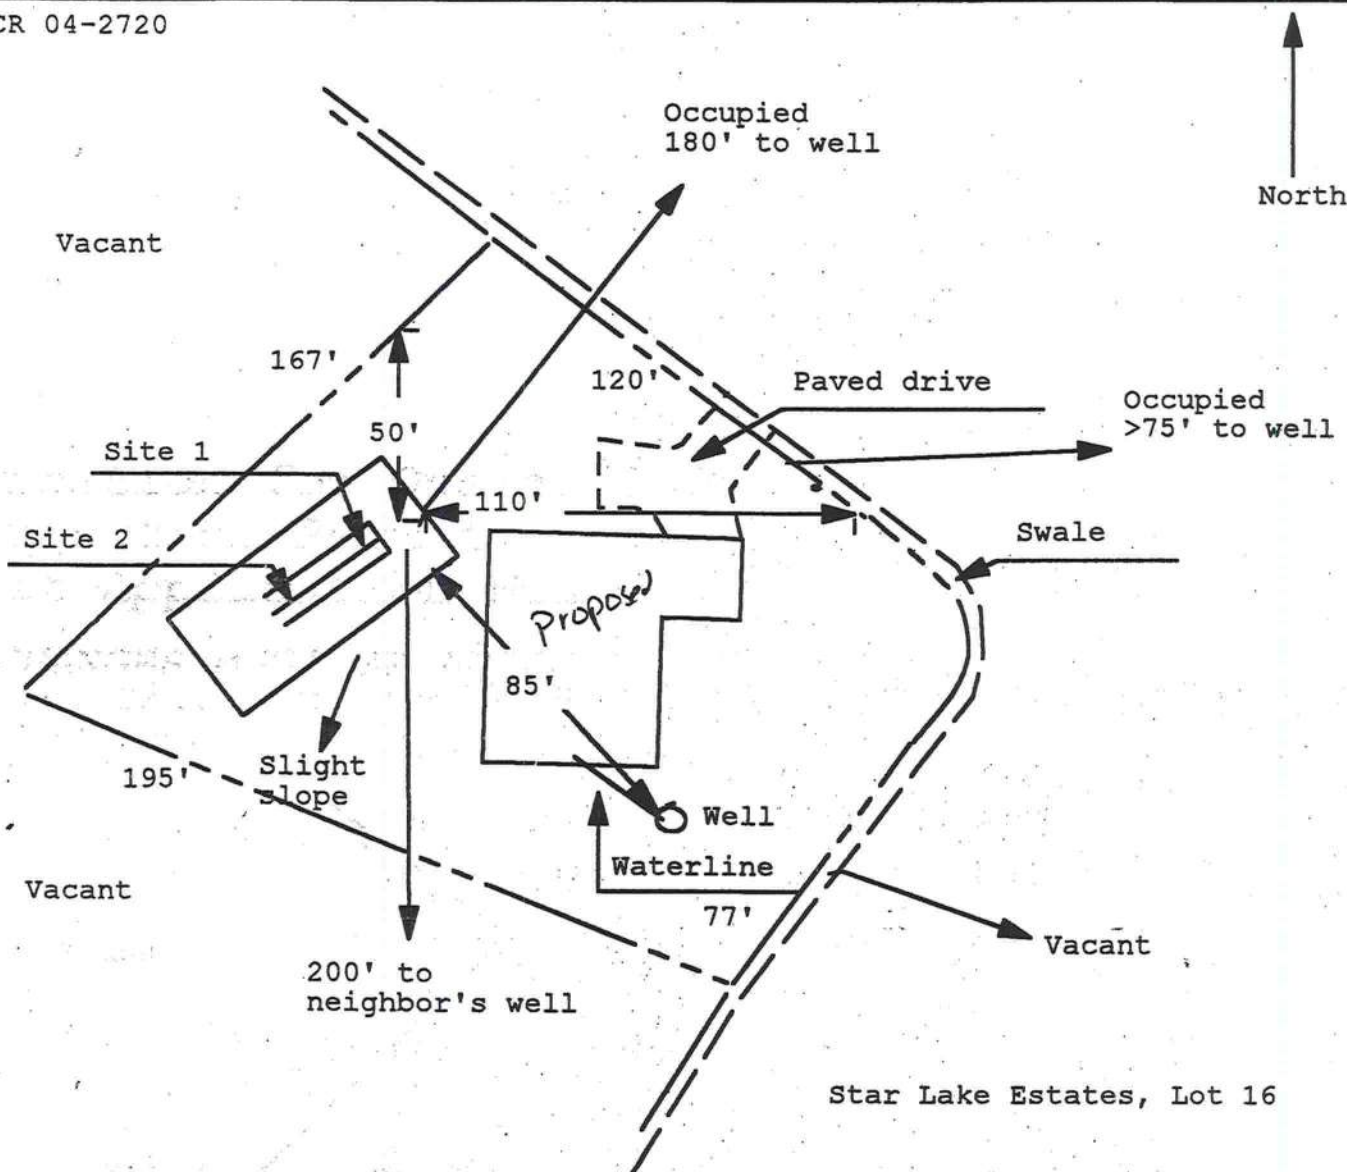 CR 04-2720
Occupied
180' to well
North
Vacant
167'
120'
Paved drive
Occupied
>75' to well
50'
Site 1
110'
Site 2
Swale
Proposed
85'
195'
Slight
slope
Well
Waterline
Vacant
77'
Vacant
200' to
neighbor's well
Star Lake Estates, Lot 16